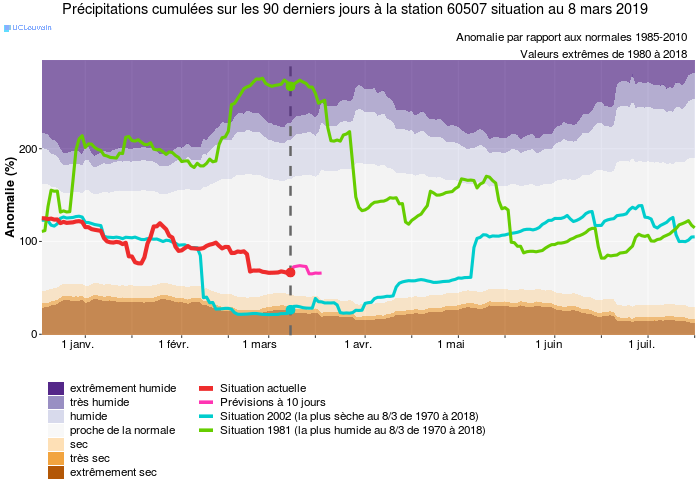 Précipitations cumulées sur les 90 derniers jours à la station 60507 situation au 8 mars 2019
UCLouvain
Anomalie par rapport aux normales 1985-2010
Valeurs extrêmes de 1980 à 2018
Anomalie (%)
200
100
0
1 janv.
1 févr.
1 mars
1 avr.
1 mai
1 juin
1 juil.
extrêmement humide
très humide
humide
proche de la normale
sec
très sec
extrêmement sec
Situation actuelle
Prévisions à 10 jours
Situation 2002 (la plus sèche au 8/3 de 1970 à 2018)
Situation 1981 (la plus humide au 8/3 de 1970 à 2018)